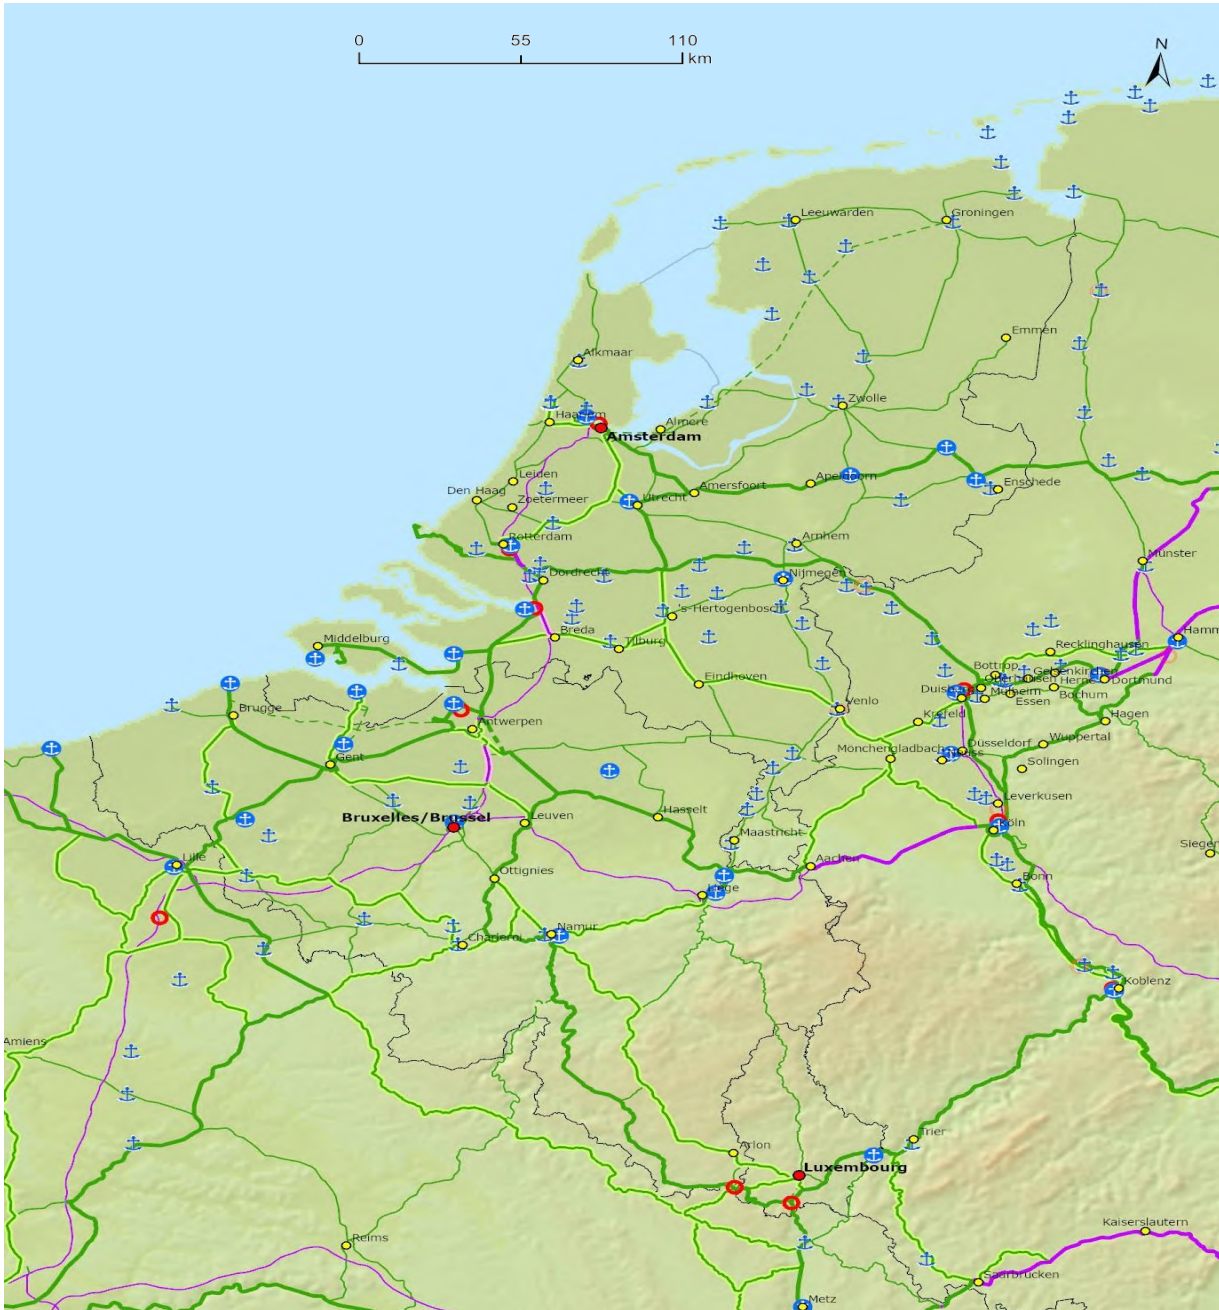 0 55 110
km
N
Leeuwarden
Groningen
Emmen
Alkmaar
Zwolle
Haarlem
Almere
Amsterdam
Leiden
Apeldoorn
Den Haag
Amersfoort
Enschede
Zoetermeer
Utrecht
Rotterdam
Arnhem
Münster
Dordrecht
Nijmegen
's-Hertogenbosch
Middelburg
Breda
Tilburg
Hamm
Recklinghausen
Bottrop
Gelsenkirchen
Eindhoven
Oberhausen
Herne
Dortmund
Duisburg
Mülheim
Bochum
Essen
Brugge
Antwerpen
Venlo
Krefeld
Hagen
Gent
Mönchengladbach
Düsseldorf
Wuppertal
Neuss
Solingen
Leverkusen
Bruxelles/Brussel
Leuven
Hasselt
Köln
Maastricht
Siegen
Lille
Aachen
Ottignies
Bonn
Liège
Charleroi
Namur
Koblenz
Amiens
Trier
Arlon
Luxembourg
Kaiserslautern
Reims
Saarbrücken
Metz